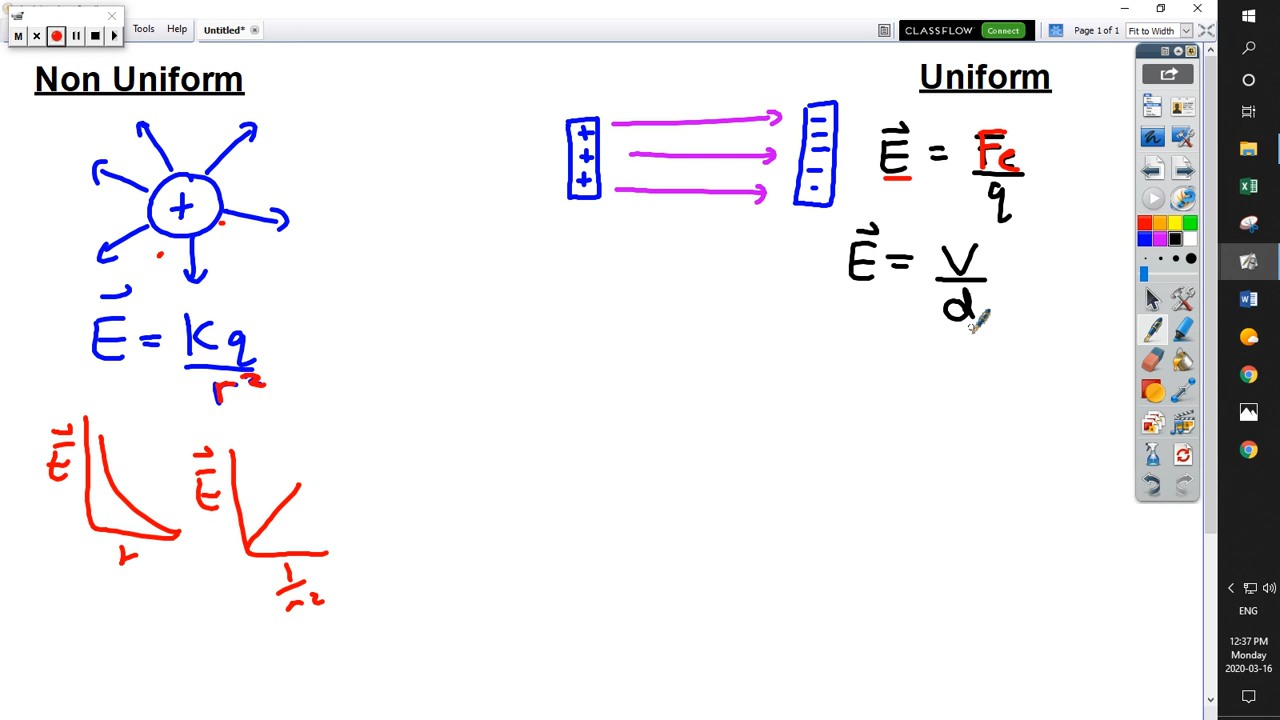 M
Tools Help Untitled*
CLASSFLOW Connect
Page 1 of 1 Fit to Width
Non Uniform
+
E = Kq
r²
E
r
E
1
r²
+
+
+
Uniform
E = Fe
q
E = V
d
ENG
12:37 PM
Monday
2020-03-16